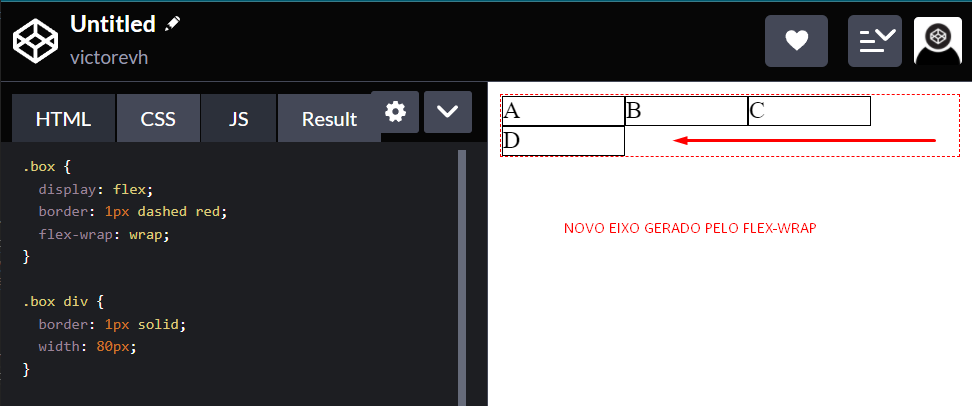 Untitled
victorevh
HTML CSS JS Result
.box {
display: flex;
border: 1px dashed red;
flex-wrap: wrap;
}
.box div {
border: 1px solid;
width: 80px;
}
A B C
D
NOVO EIXO GERADO PELO FLEX-WRAP